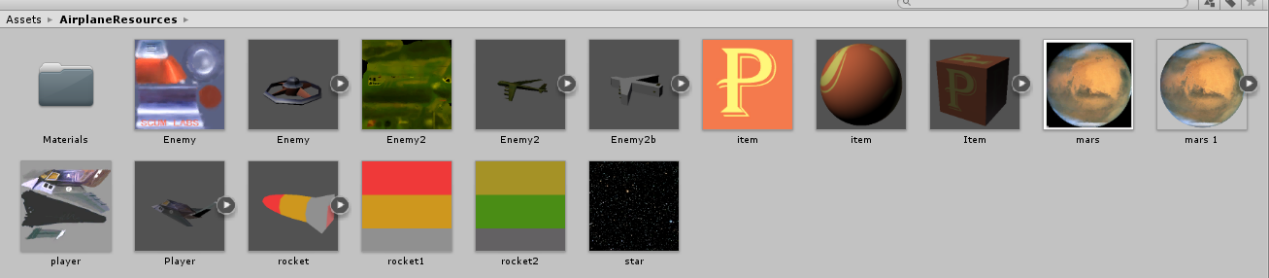 Assets ▸ AirplaneResources ▸
P
P
Materials
Enemy
Enemy
Enemy2
Enemy2
Enemy2b
item
item
Item
mars
mars 1
player
Player
rocket
rocket1
rocket2
star